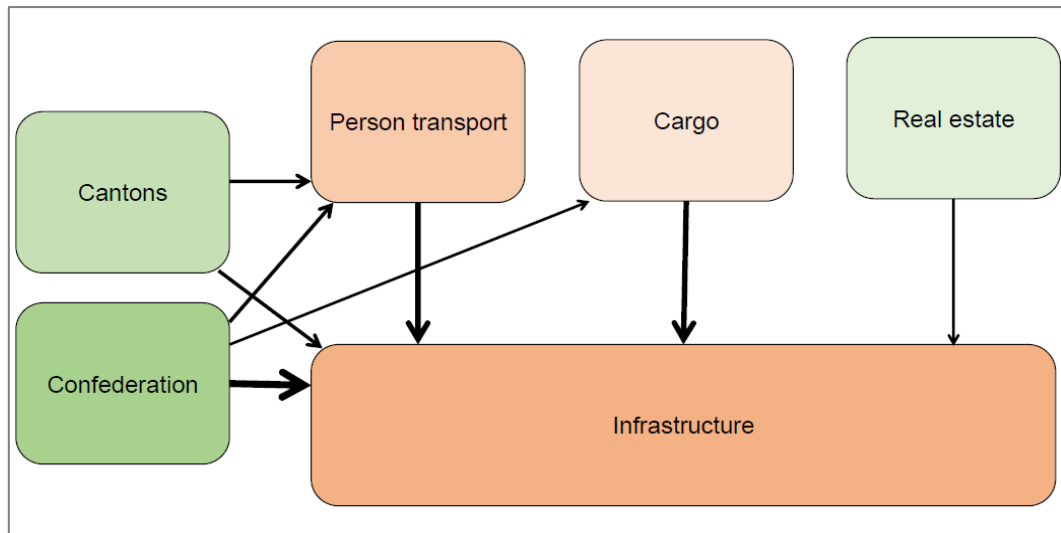 Person transport
Cargo
Real estate
Cantons
Confederation
Infrastructure